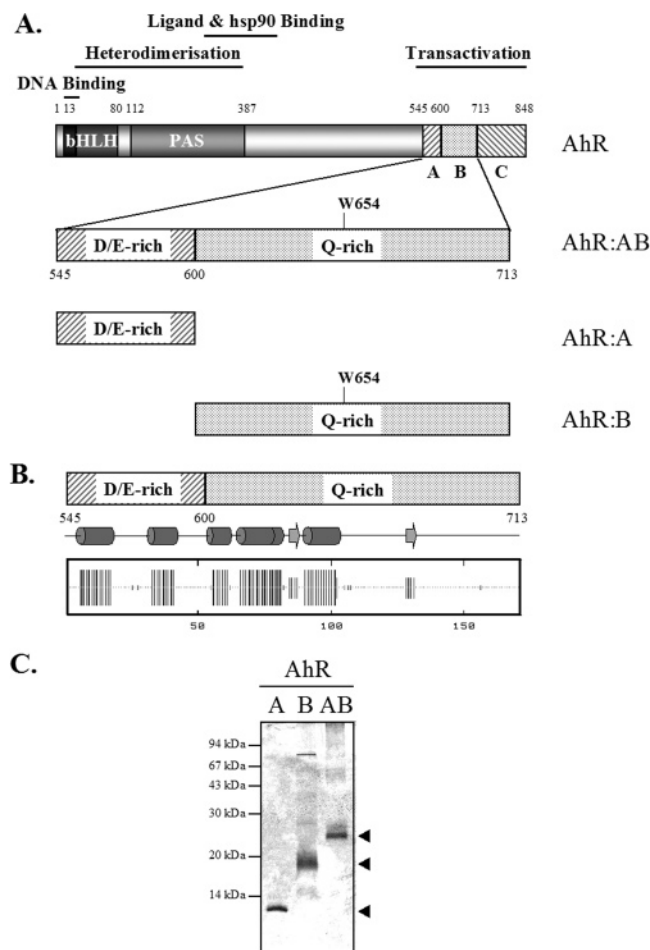 A.
Ligand & hsp90 Binding
Heterodimerisation
Transactivation
DNA Binding
1 13 80 112 387 545 600 713 848
bHLH PAS
AhR
A B C
W654
D/E-rich Q-rich
AhR:AB
545 600 713
D/E-rich
AhR:A
W654
Q-rich
AhR:B
B.
D/E-rich Q-rich
545 600 713
50 100 150
C.
AhR
A B AB
94 kDa
67 kDa
43 kDa
30 kDa
20 kDa
14 kDa